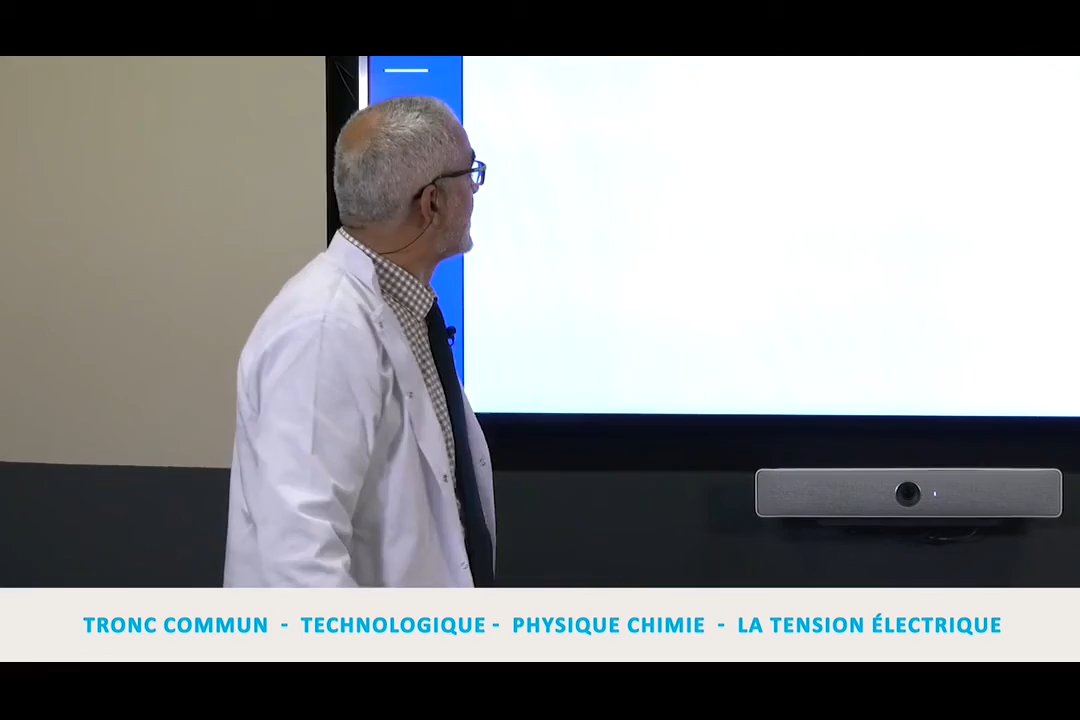 TRONC COMMUN - TECHNOLOGIQUE - PHYSIQUE CHIMIE - LA TENSION ÉLECTRIQUE